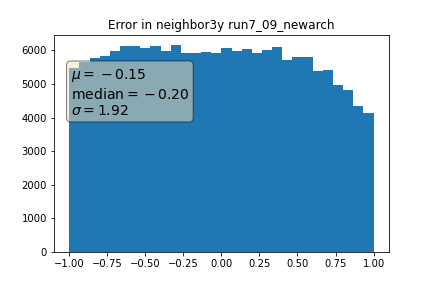 Error in neighbor3y run7_09_newarch
6000
5000
4000
3000
2000
1000
0
μ = −0.15
median = −0.20
σ = 1.92
−1.00 −0.75 −0.50 −0.25 0.00 0.25 0.50 0.75 1.00